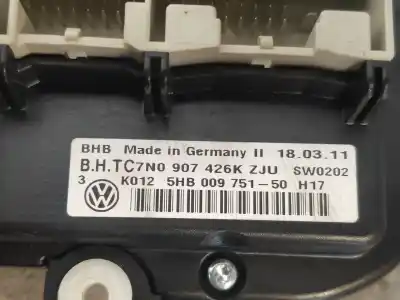 BHB Made in Germany II 18.03.11
B.H.TC7N0 907 426K ZJU SW0202
3 K012 5HB 009 751-50 H17